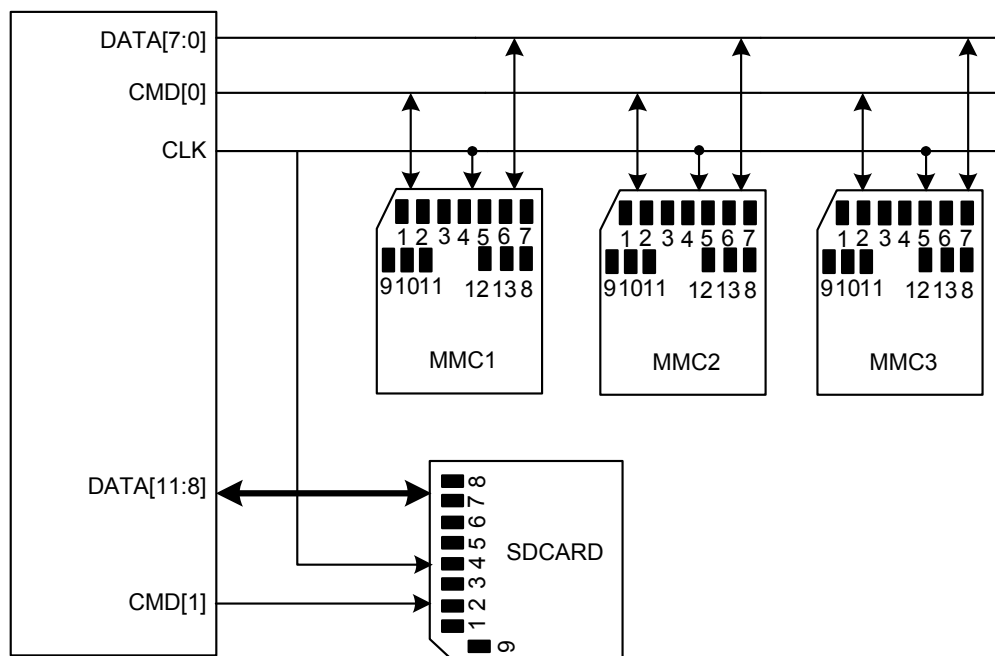 DATA[7:0]
CMD[0]
CLK
1 2 3 4 5 6 7
9 10 11 12 13 8
MMC1
1 2 3 4 5 6 7
9 10 11 12 13 8
MMC2
1 2 3 4 5 6 7
9 10 11 12 13 8
MMC3
DATA[11:8]
CMD[1]
8
7
6
5
4
3
2
1
9
SDCARD